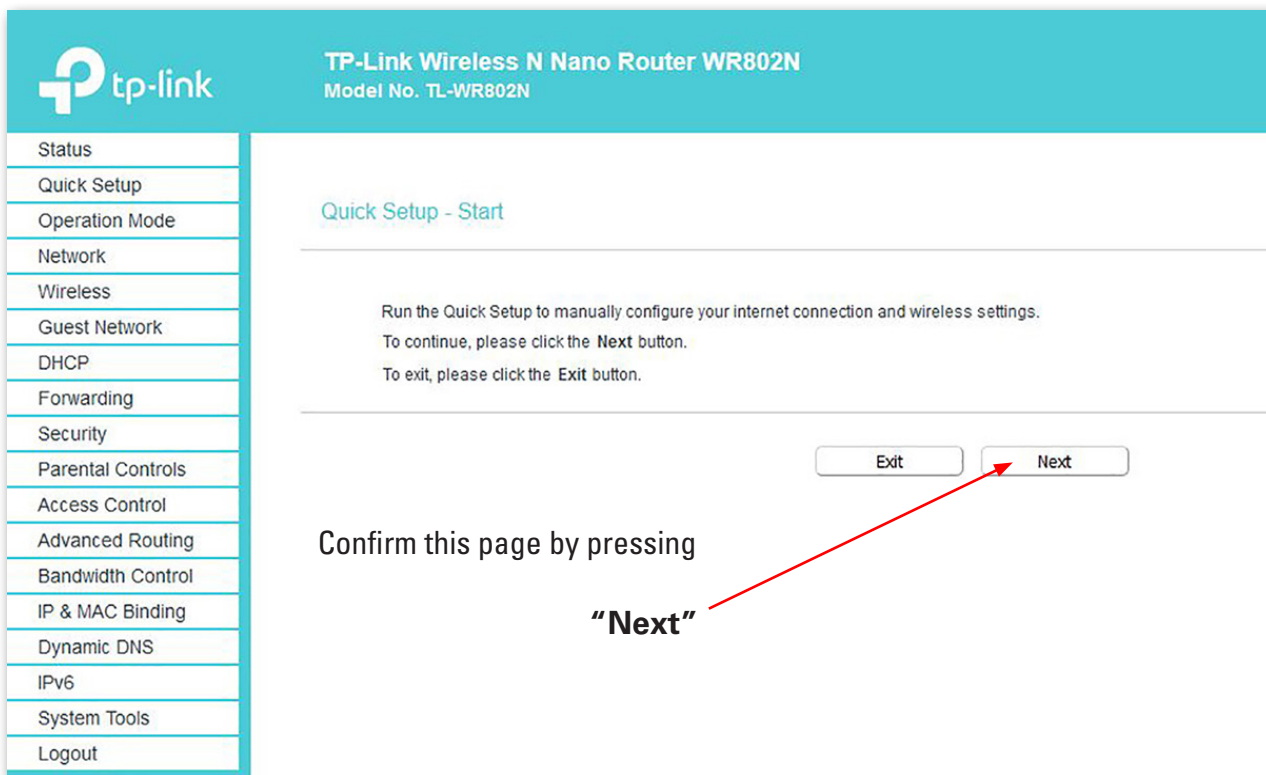 tp-link
TP-Link Wireless N Nano Router WR802N
Model No. TL-WR802N
Status
Quick Setup
Operation Mode
Network
Wireless
Guest Network
DHCP
Forwarding
Security
Parental Controls
Access Control
Advanced Routing
Bandwidth Control
IP & MAC Binding
Dynamic DNS
IPv6
System Tools
Logout
Quick Setup - Start
Run the Quick Setup to manually configure your internet connection and wireless settings.
To continue, please click the Next button.
To exit, please click the Exit button.
Exit Next
Confirm this page by pressing
“Next”